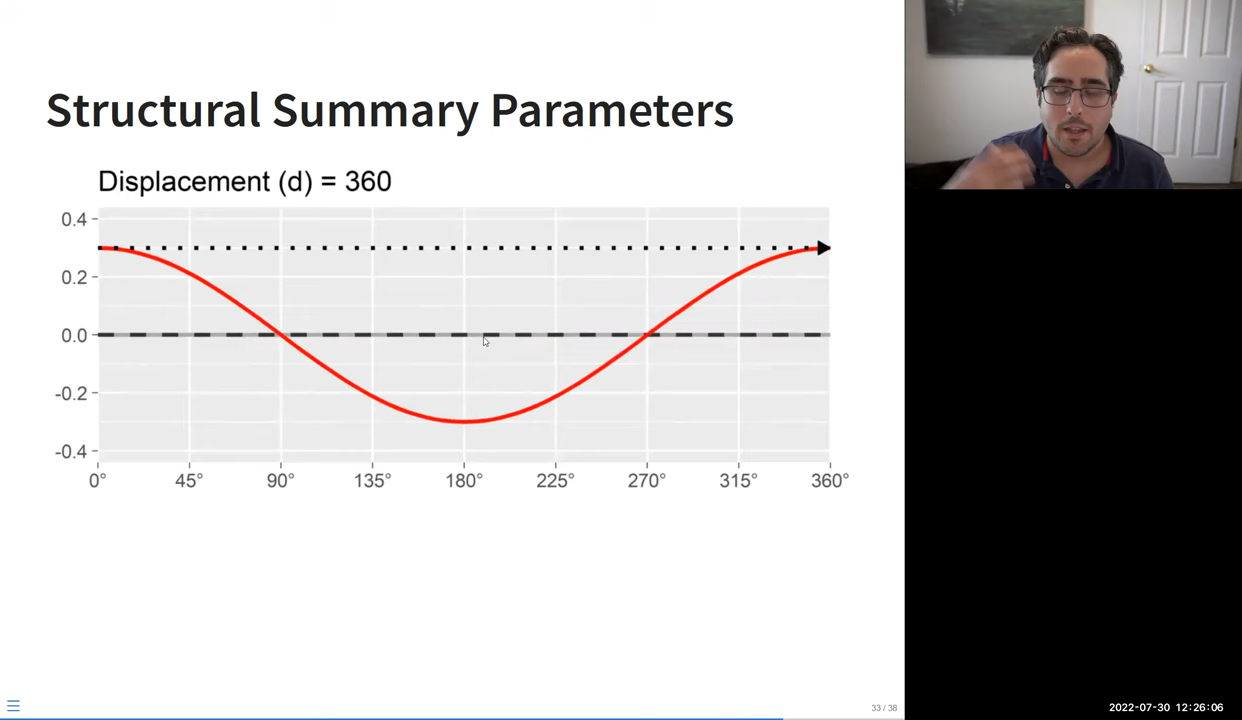 Structural Summary Parameters
Displacement (d) = 360
0.4
0.2
0.0
-0.2
-0.4
0° 45° 90° 135° 180° 225° 270° 315° 360°
33 / 38
2022-07-30 12:26:06